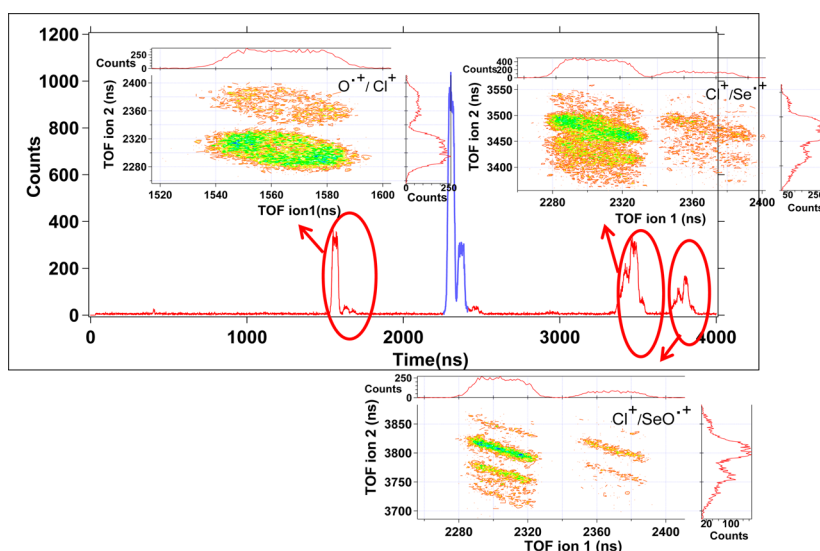 1200
1000
800
600
400
200
0
Counts
0
1000
2000
3000
4000
Time(ns)
250
0
Counts
2400
2360
2320
2280
TOF ion 2 (ns)
O•+/ Cl+
1520
1540
1560
1580
1600
TOF ion1(ns)
0
250
Counts
400
200
0
Counts
3550
3500
3450
3400
TOF ion 2 (ns)
Cl+/Se•+
2280
2320
2360
2400
TOF ion 1 (ns)
50
250
Counts
250
0
Counts
3850
3800
3750
3700
TOF ion 2 (ns)
Cl+/SeO•+
2280
2320
2360
2400
TOF ion 1 (ns)
20
100
Counts